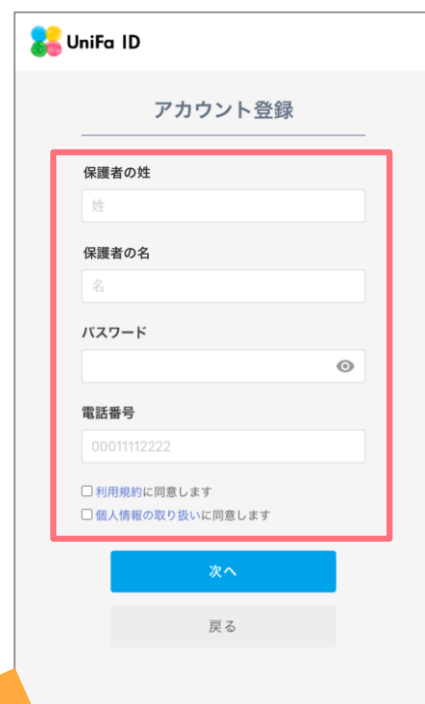 UniFa ID
アカウント登録
保護者の姓
姓
保護者の名
名
パスワード
電話番号
00011112222
利用規約に同意します
個人情報の取り扱いに同意します
次へ
戻る